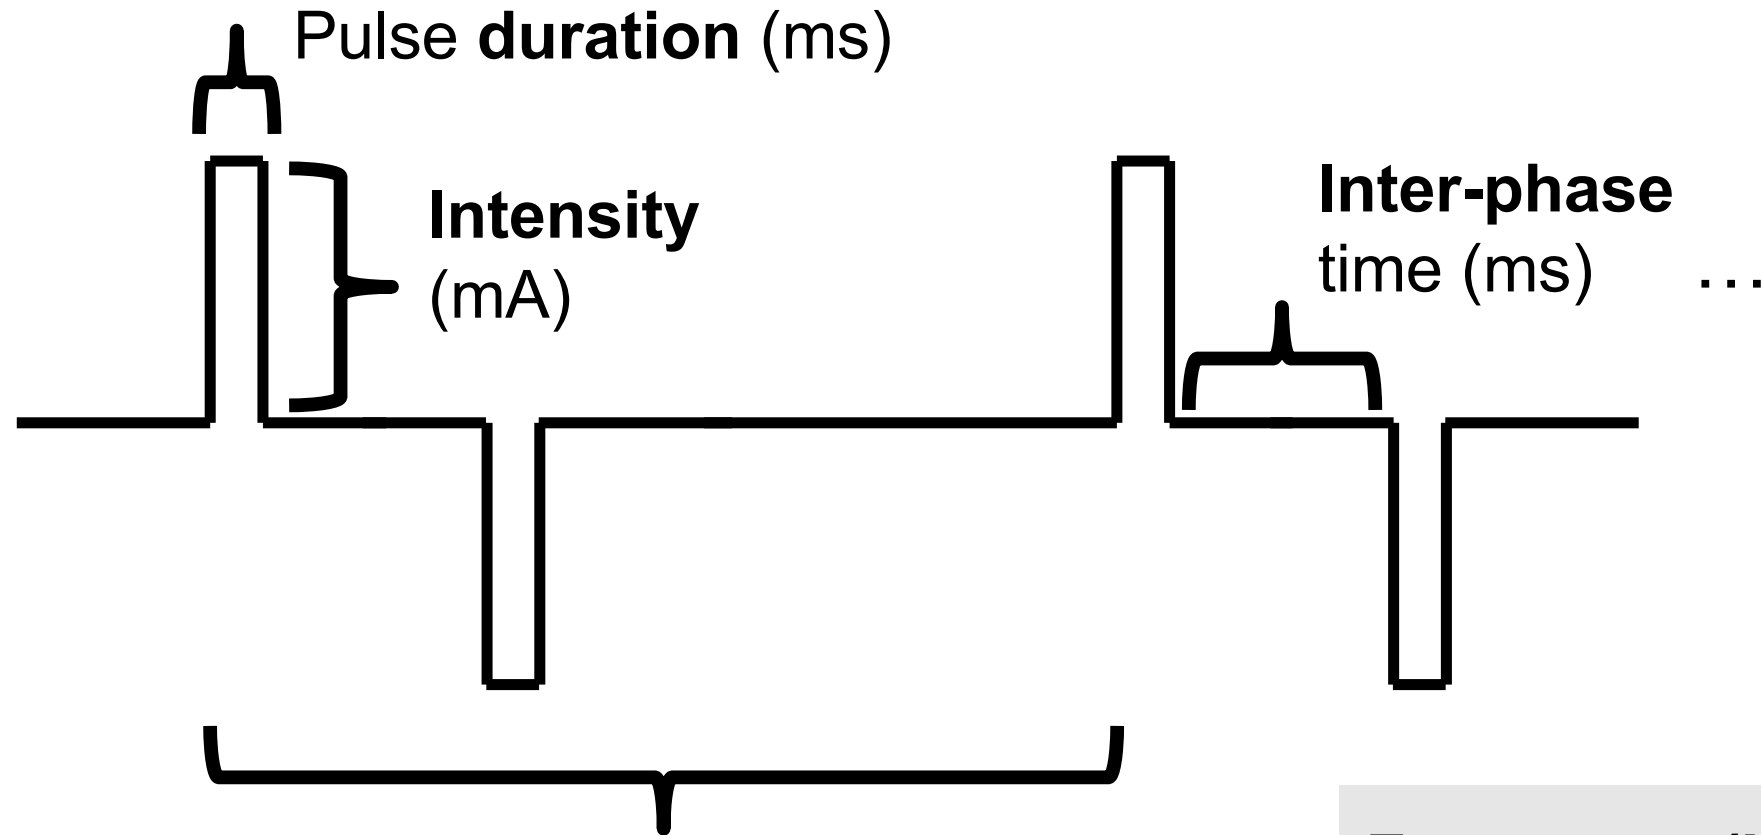 Pulse duration (ms)
Intensity
(mA)
Inter-phase
time (ms) …